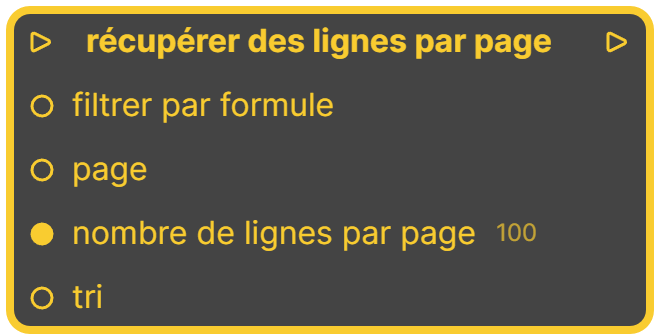 récupérer des lignes par page
filtrer par formule
page
nombre de lignes par page 100
tri